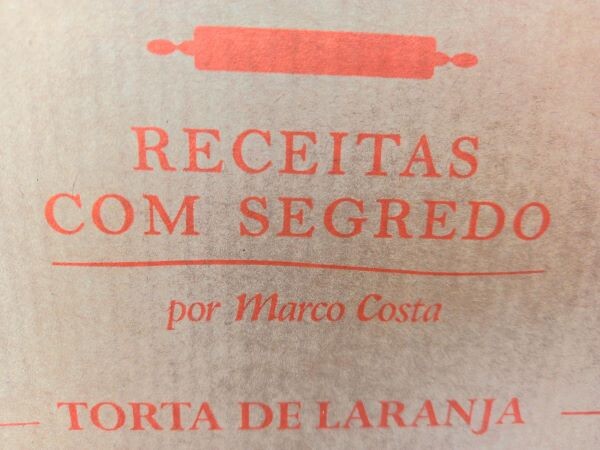 RECEITAS
COM SEGREDO
por Marco Costa
TORTA DE LARANJA